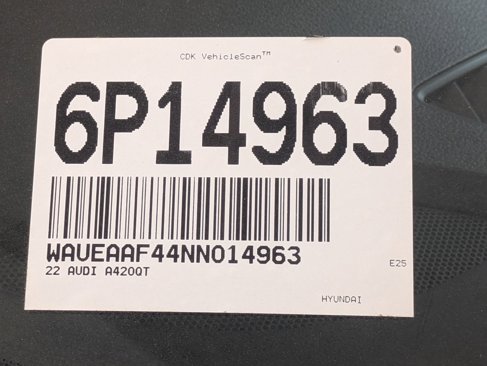 CDK VehicleScan™
6P14963
WAUEAAF44NN014963
22 AUDI A420QT
E25
HYUNDAI